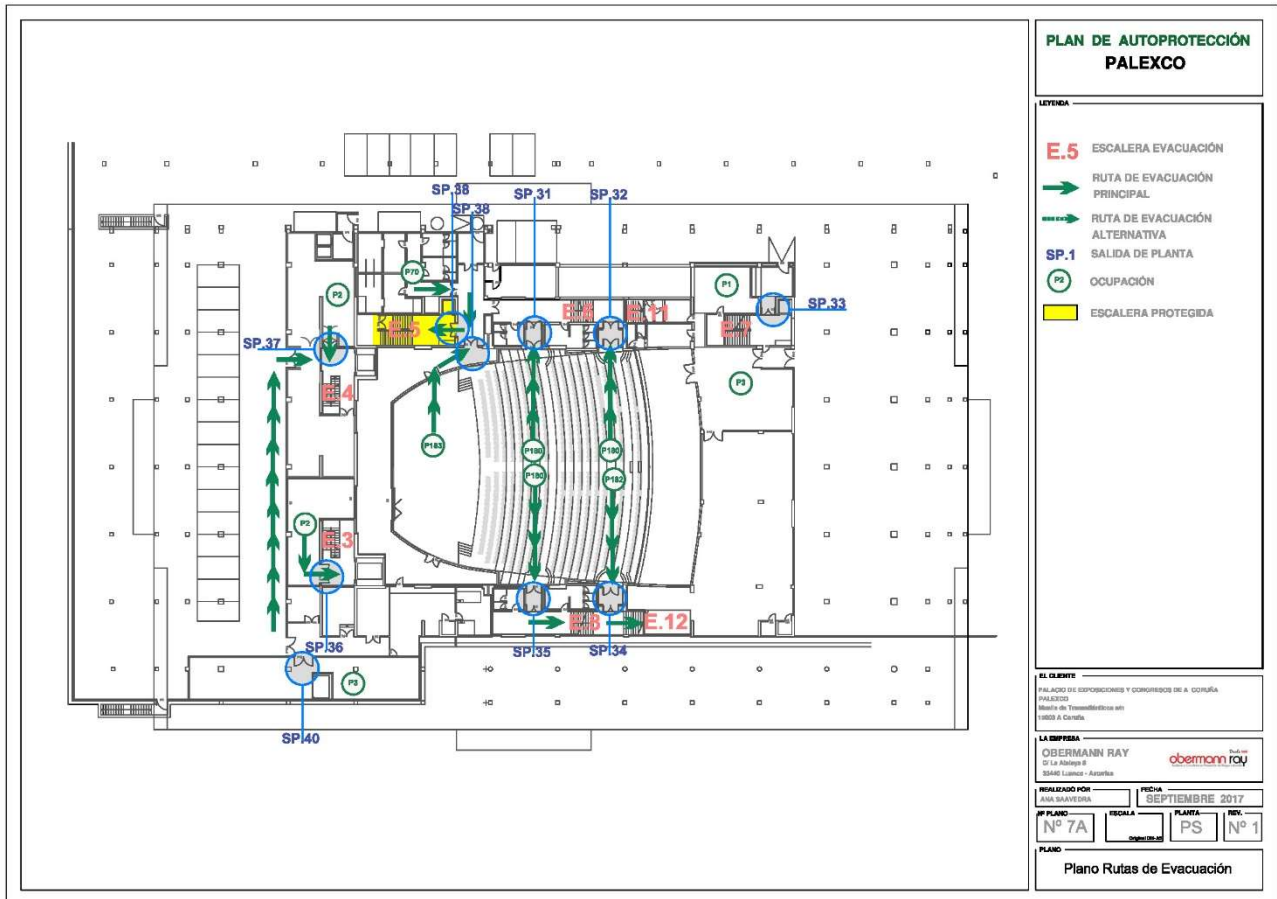 PLAN DE AUTOPROTECCIÓN
PALEXCO
LEYENDA
E.5 ESCALERA EVACUACIÓN
RUTA DE EVACUACIÓN
PRINCIPAL
RUTA DE EVACUACIÓN
ALTERNATIVA
SP.1 SALIDA DE PLANTA
P2 OCUPACIÓN
ESCALERA PROTEGIDA
SP.38
SP.38
SP.31
SP.32
P70
P2
P1
E.5
E.11
E.7
SP.33
SP.37
E.4
P3
P183
P180
P180
P180
P182
P2
E.3
E.12
SP.36
SP.35
SP.34
P3
SP.40
EL CLIENTE
PALACIO DE EXPOSICIONES Y CONGRESOS DE A CORUÑA
PALEXCO
LA EMPRESA
OBERMANN RAY
obermann ray
REALIZADO POR
ANA SAAVEDRA
FECHA
SEPTIEMBRE 2017
Nº PLANO
Nº 7A
ESCALA
PLANTA
PS
REV.
Nº 1
PLANO
Plano Rutas de Evacuación